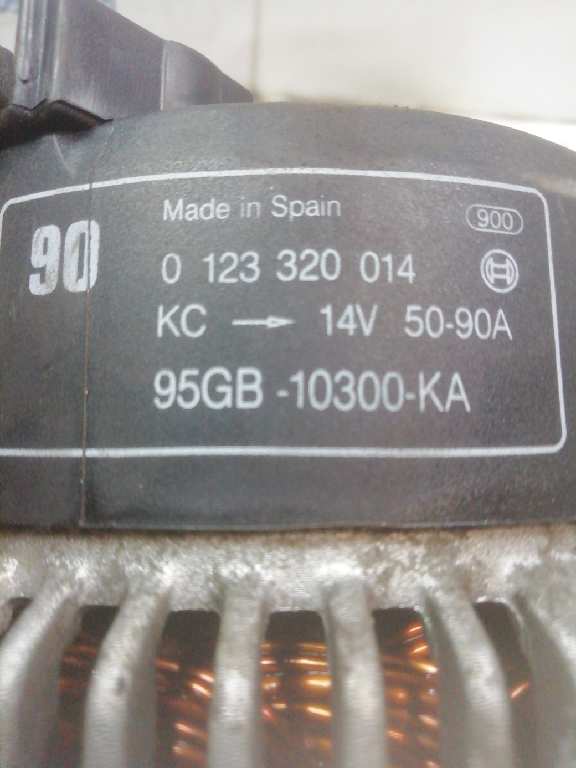 Made in Spain 900
90 0 123 320 014
KC → 14V 50-90A
95GB-10300-KA